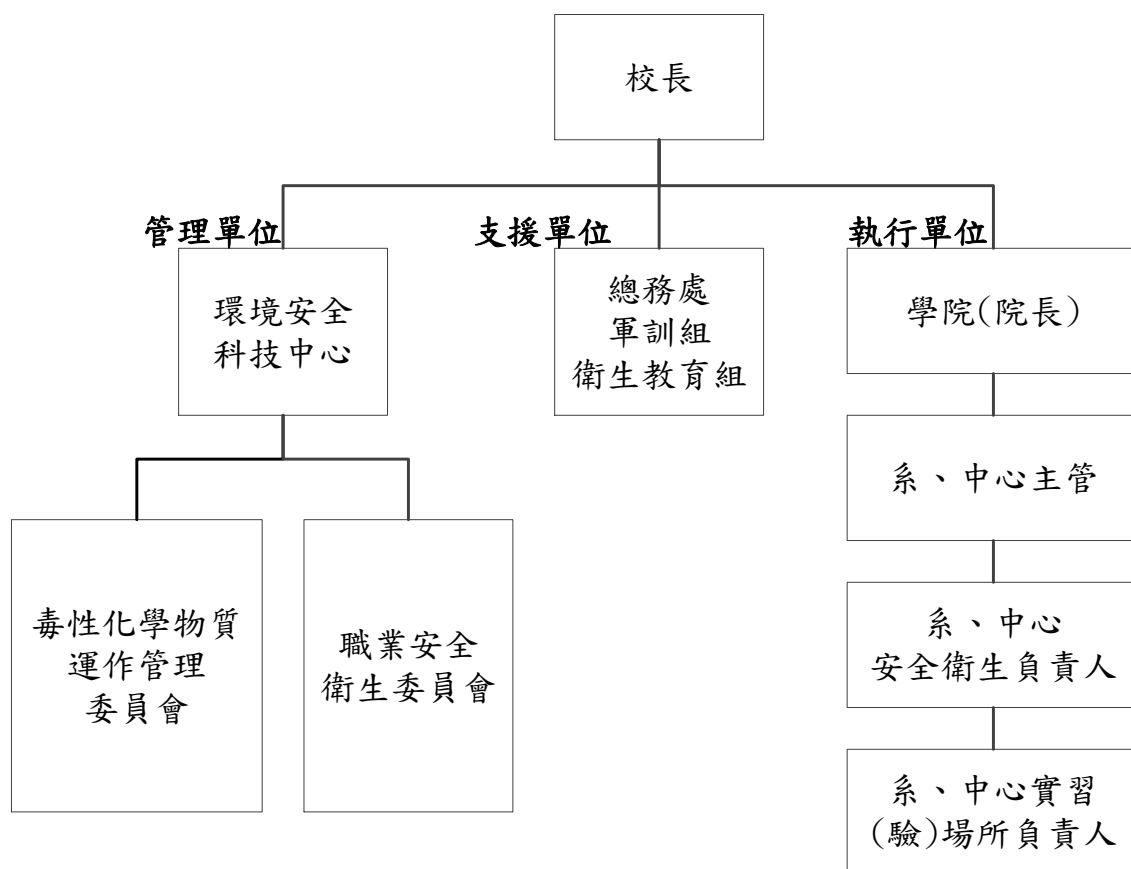 校長
管理單位
支援單位
執行單位
環境安全
科技中心
總務處
軍訓組
衛生教育組
學院(院長)
系、中心主管
毒性化學物質
運作管理
委員會
職業安全
衛生委員會
系、中心
安全衛生負責人
系、中心實習
(驗)場所負責人